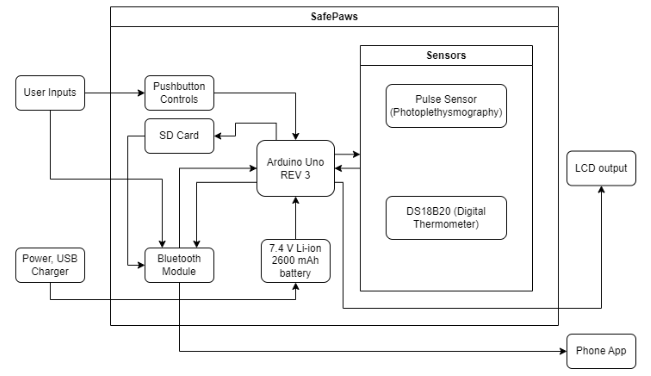 SafePaws
Sensors
User Inputs
Pushbutton
Controls
Pulse Sensor
(Photoplethysmography)
SD Card
Arduino Uno
REV 3
LCD output
DS18B20 (Digital
Thermometer)
Power, USB
Charger
Bluetooth
Module
7.4 V Li-ion
2600 mAh
battery
Phone App